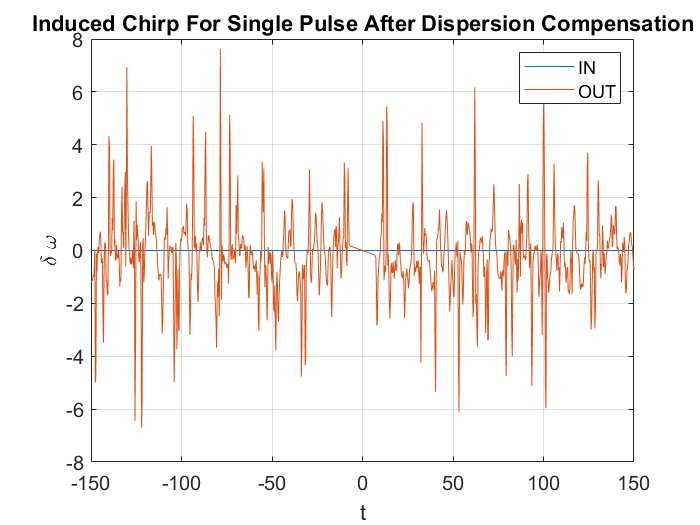 Induced Chirp For Single Pulse After Dispersion Compensation
8
6
4
2
0
-2
-4
-6
-8
δ ω
-150 -100 -50 0 50 100 150
t
IN
OUT